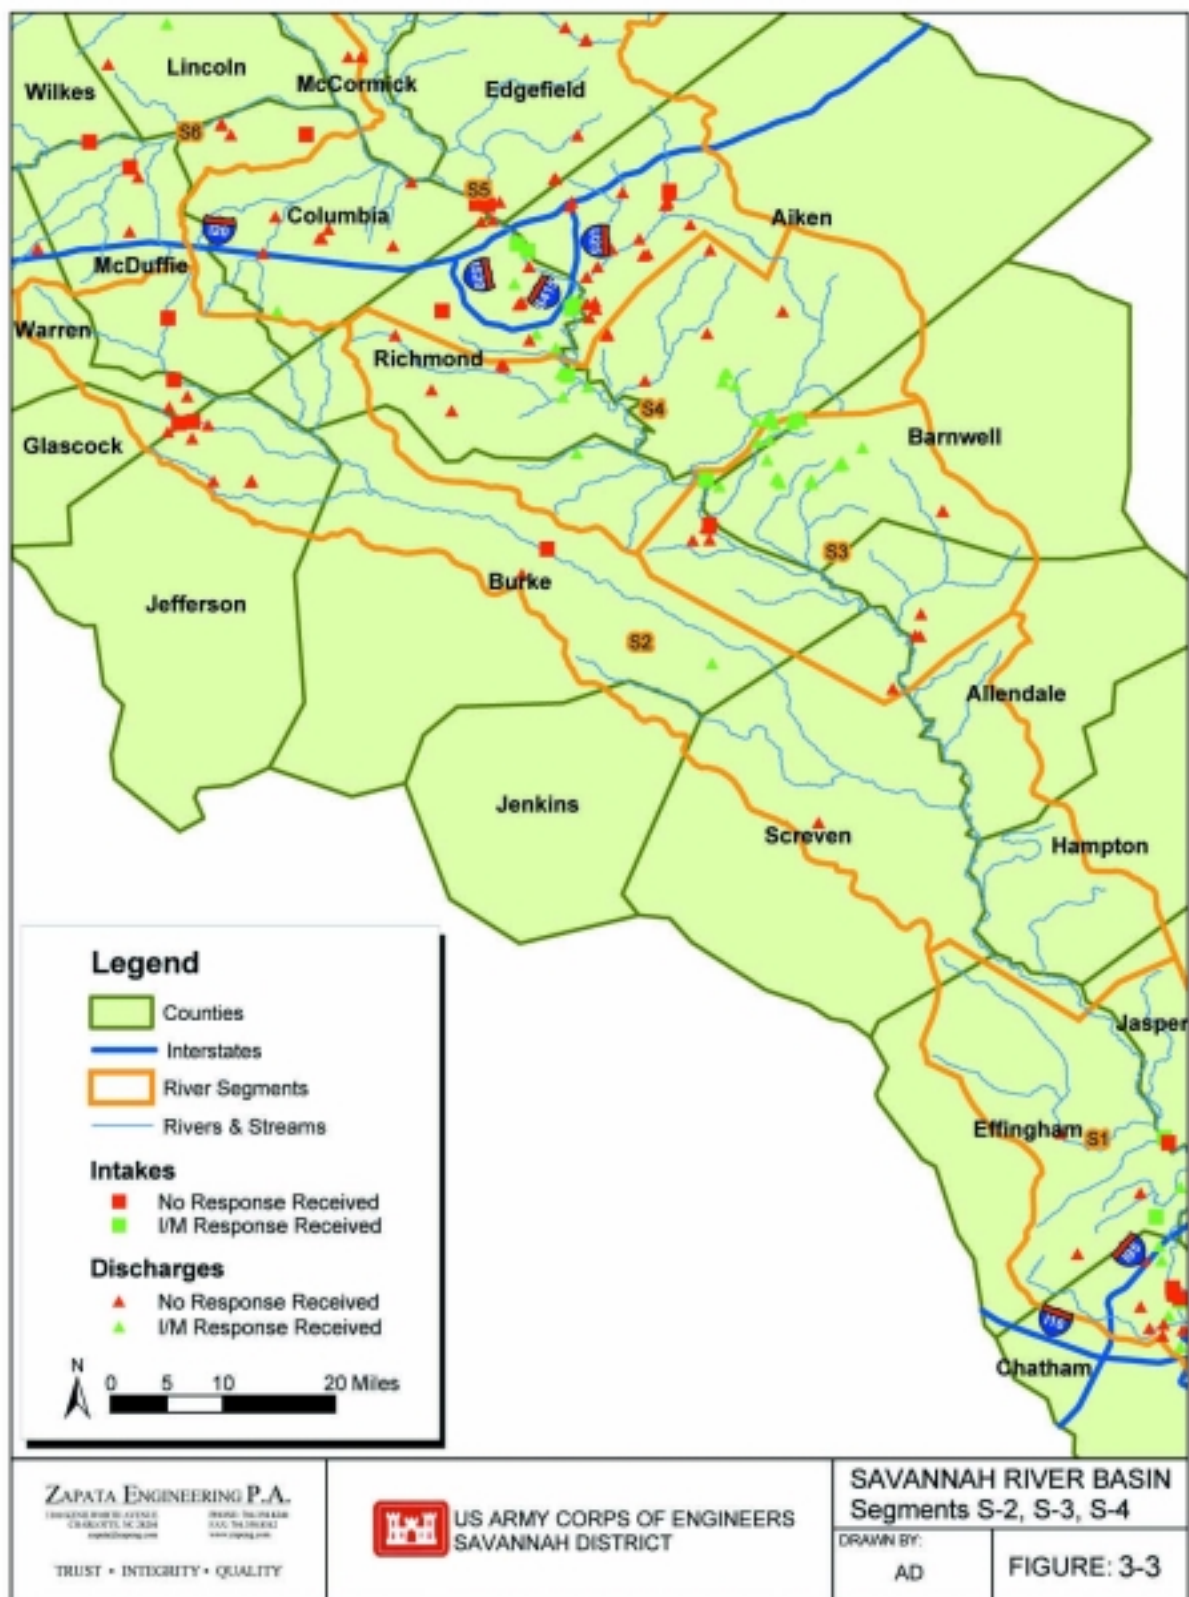 Lincoln
Wilkes
McCormick
Edgefield
S6
S5
Columbia
Aiken
I20
McDuffie
Warren
Richmond
S4
Glascock
Barnwell
S3
Burke
Jefferson
S2
Allendale
Jenkins
Screven
Hampton
Jasper
Effingham
S1
I95
I16
Chatham
Legend
Counties
Interstates
River Segments
Rivers & Streams
Intakes
No Response Received
I/M Response Received
Discharges
No Response Received
I/M Response Received
N
0 5 10 20 Miles
ZAPATA ENGINEERING P.A.
TRUST • INTEGRITY • QUALITY
US ARMY CORPS OF ENGINEERS
SAVANNAH DISTRICT
SAVANNAH RIVER BASIN
Segments S-2, S-3, S-4
DRAWN BY:
AD
FIGURE: 3-3